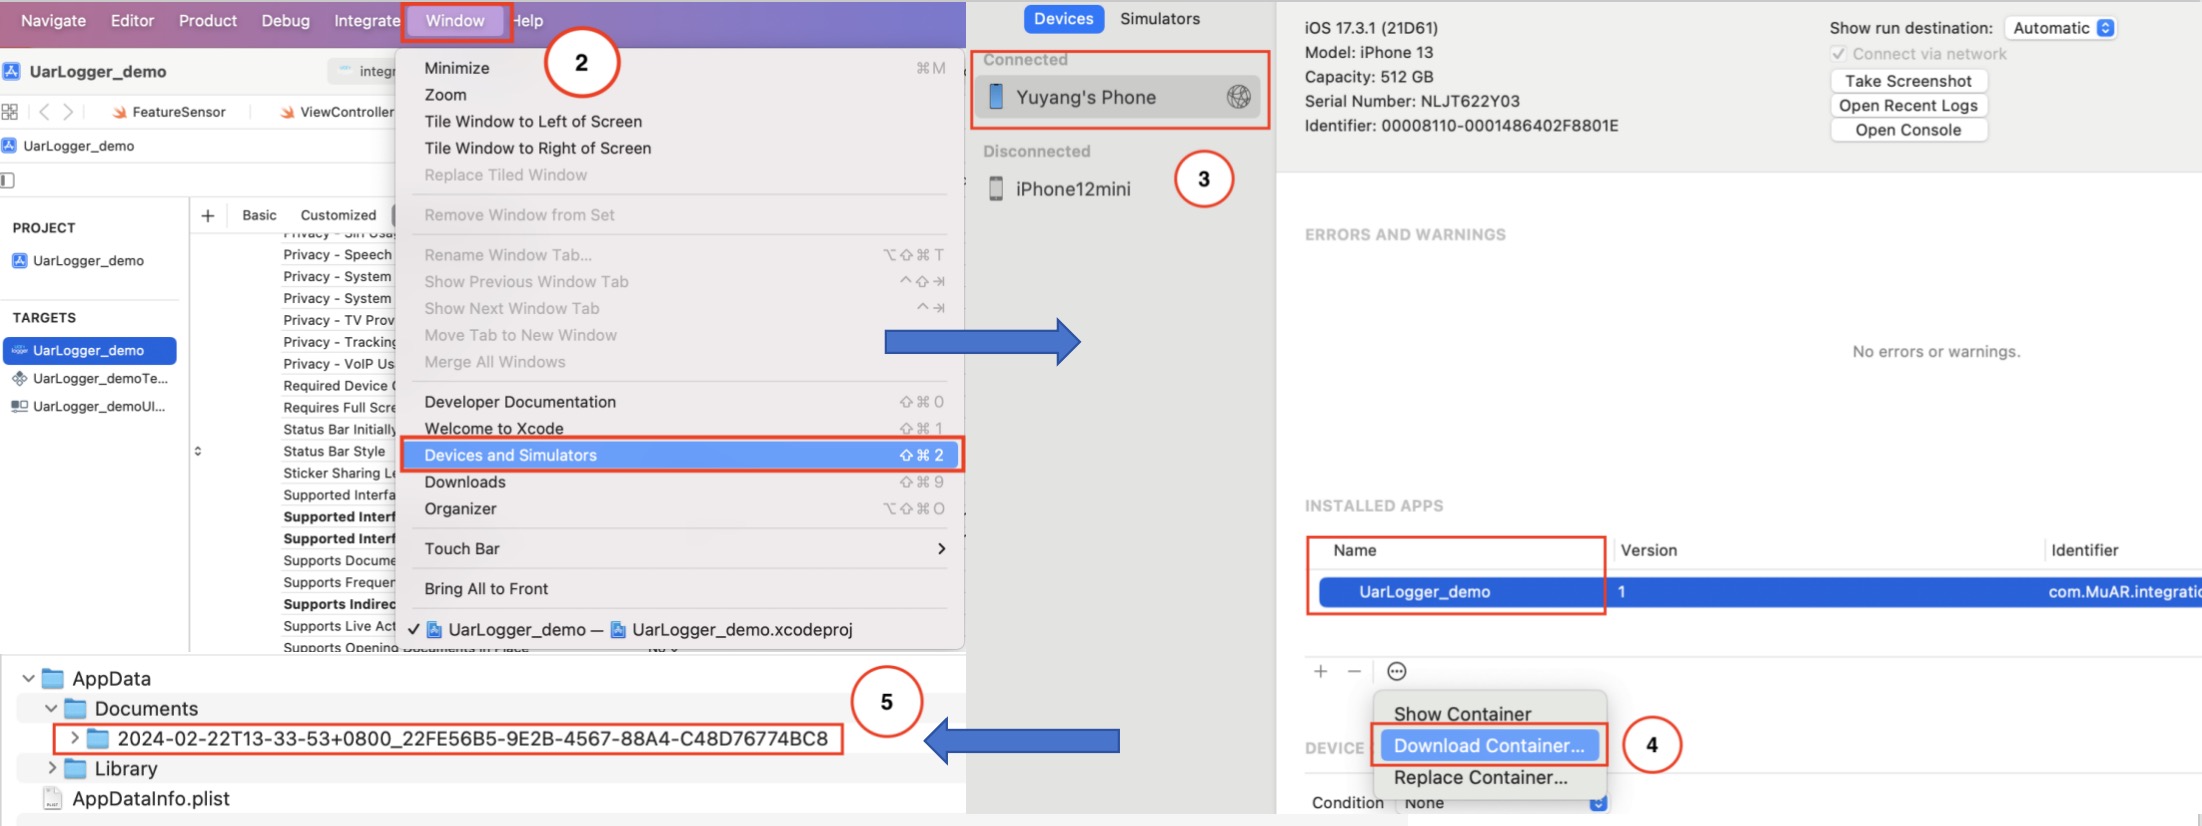 Navigate Editor Product Debug Integrate Window Help
2
UarLogger_demo
integr
FeatureSensor ViewController
UarLogger_demo
PROJECT
UarLogger_demo
TARGETS
UarLogger_demo
UarLogger_demoTe...
UarLogger_demoUI...
+ Basic Customized
Privacy - Speech
Privacy - System
Privacy - System
Privacy - TV Prov
Privacy - Tracking
Privacy - VoIP Us
Required Device
Requires Full Scre
Status Bar Initially
Status Bar Style
Sticker Sharing Le
Supported Interfa
Supported Interf
Supported Interf
Supports Docume
Supports Frequen
Supports Indirec
Supports Live Act
Supports Opening Documents in Place
Minimize ⌘M
Zoom
Tile Window to Left of Screen
Tile Window to Right of Screen
Replace Tiled Window
Remove Window from Set
Rename Window Tab... ⌥⇧⌘T
Show Previous Window Tab ^⇧⇥
Show Next Window Tab ^⇥
Move Tab to New Window
Merge All Windows
Developer Documentation ⇧⌘0
Welcome to Xcode ⇧⌘1
Devices and Simulators ⇧⌘2
Downloads ⇧⌘9
Organizer ⌥⇧⌘O
Touch Bar
Bring All to Front
✓ UarLogger_demo — UarLogger_demo.xcodeproj
Devices Simulators
Connected
Yuyang's Phone
Disconnected
iPhone12mini
3
iOS 17.3.1 (21D61)
Model: iPhone 13
Capacity: 512 GB
Serial Number: NLJT622Y03
Identifier: 00008110-0001486402F8801E
Show run destination: Automatic
Connect via network
Take Screenshot
Open Recent Logs
Open Console
ERRORS AND WARNINGS
No errors or warnings.
INSTALLED APPS
Name Version Identifier
UarLogger_demo 1 com.MuAR.integratio
+ −
Show Container
Download Container...
Replace Container...
4
DEVICE
Condition None
AppData
Documents
2024-02-22T13-33-53+0800_22FE56B5-9E2B-4567-88A4-C48D76774BC8
Library
AppDataInfo.plist
5